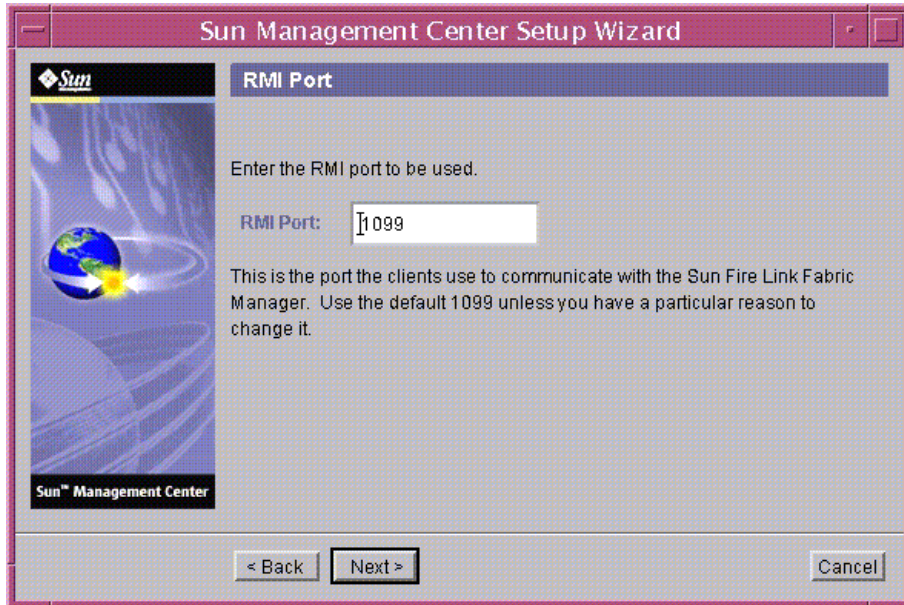 Sun Management Center Setup Wizard
Sun
RMI Port
Enter the RMI port to be used.
RMI Port: 1099
This is the port the clients use to communicate with the Sun Fire Link Fabric
Manager. Use the default 1099 unless you have a particular reason to
change it.
Sun™ Management Center
< Back Next > Cancel